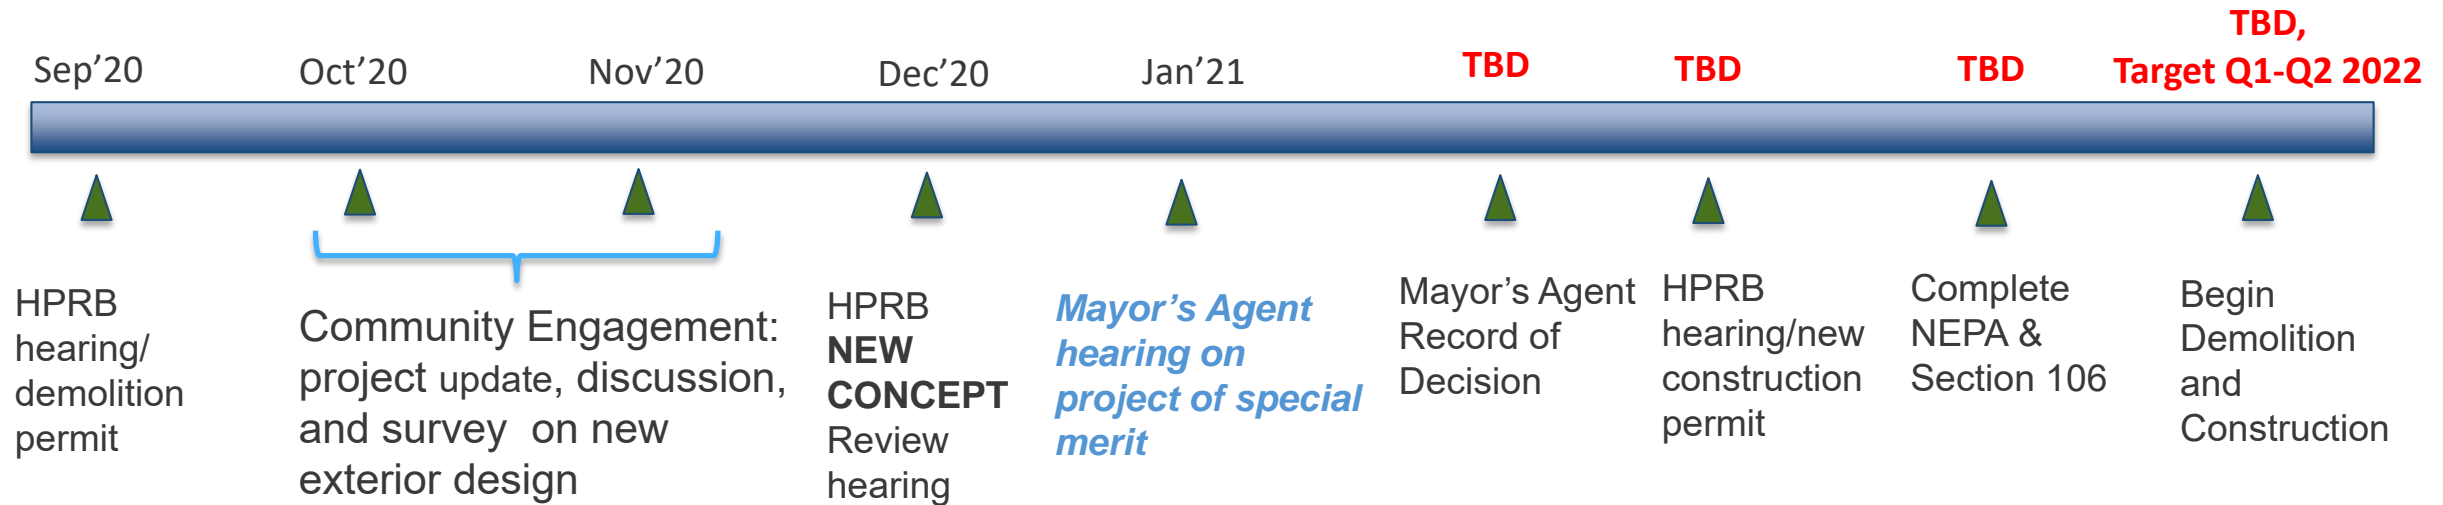 Sep’20
Oct’20
Nov’20
Dec’20
Jan’21
TBD
TBD
TBD
TBD,
Target Q1-Q2 2022
HPRB
hearing/
demolition
permit
Community Engagement:
project update, discussion,
and survey on new
exterior design
HPRB
NEW
CONCEPT
Review
hearing
Mayor’s Agent
hearing on
project of special
merit
Mayor’s Agent
Record of
Decision
HPRB
hearing/new
construction
permit
Complete
NEPA &
Section 106
Begin
Demolition
and
Construction